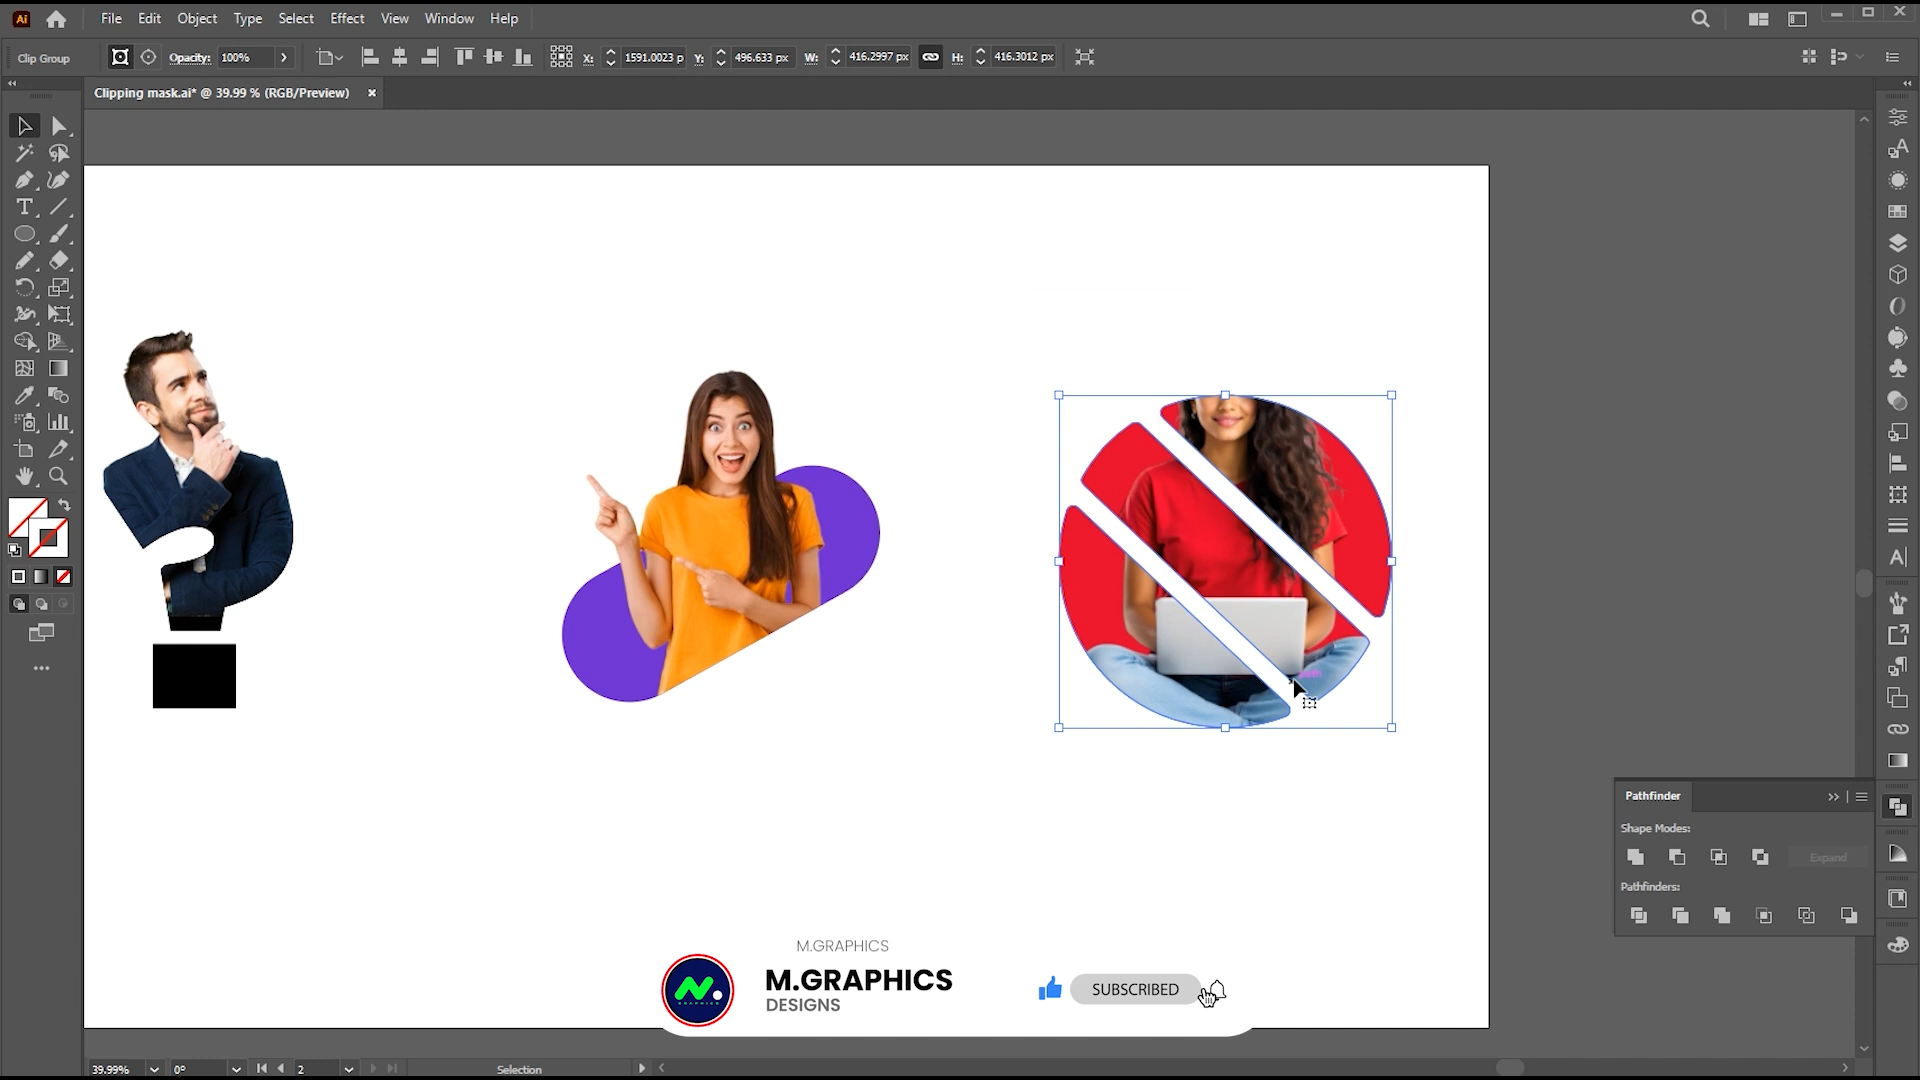 Ai File Edit Object Type Select Effect View Window Help
Clip Group Opacity: 100% X: 1591.0023 p Y: 496.633 px W: 416.2997 px H: 416.3012 px
Clipping mask.ai* @ 39.99 % (RGB/Preview)
Pathfinder
Shape Modes:
Expand
Pathfinders:
M.GRAPHICS
M.GRAPHICS
DESIGNS
SUBSCRIBED
39.99% 0° 2 Selection